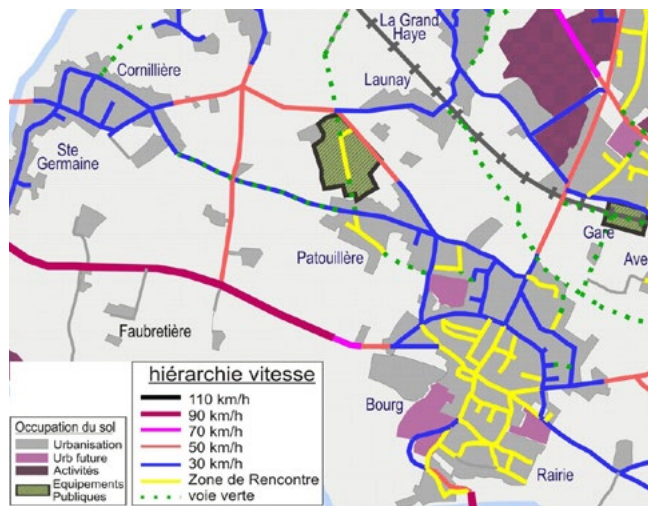 La Grand
Haye
Cornillière
Launay
Ste
Germaine
Gare
Patouillère
Ave
Faubretière
hiérarchie vitesse
110 km/h
90 km/h
70 km/h
50 km/h
30 km/h
Zone de Rencontre
voie verte
Occupation du sol
Urbanisation
Urb future
Activités
Equipements
Publiques
Bourg
Rairie